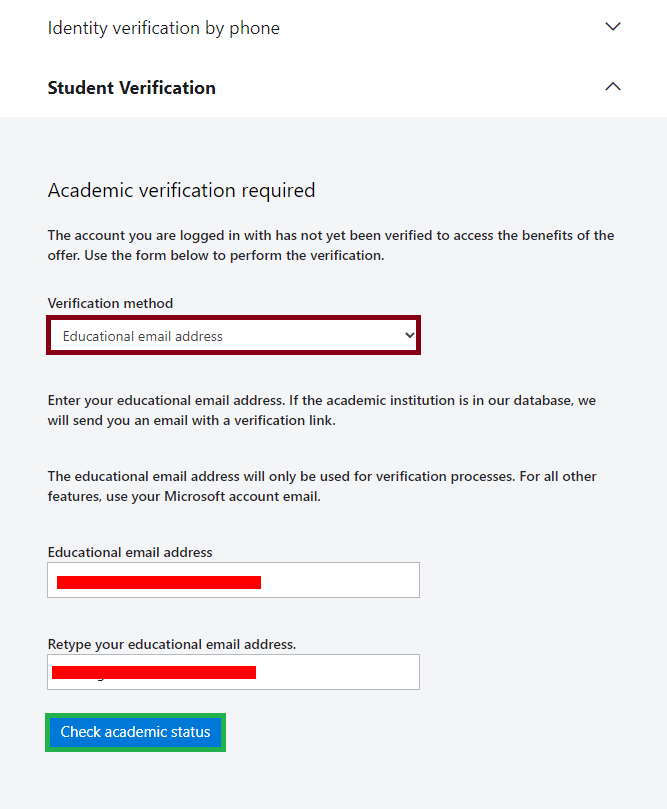 Identity verification by phone
Student Verification
Academic verification required
The account you are logged in with has not yet been verified to access the benefits of the
offer. Use the form below to perform the verification.
Verification method
Educational email address
Enter your educational email address. If the academic institution is in our database, we
will send you an email with a verification link.
The educational email address will only be used for verification processes. For all other
features, use your Microsoft account email.
Educational email address
Retype your educational email address.
Check academic status